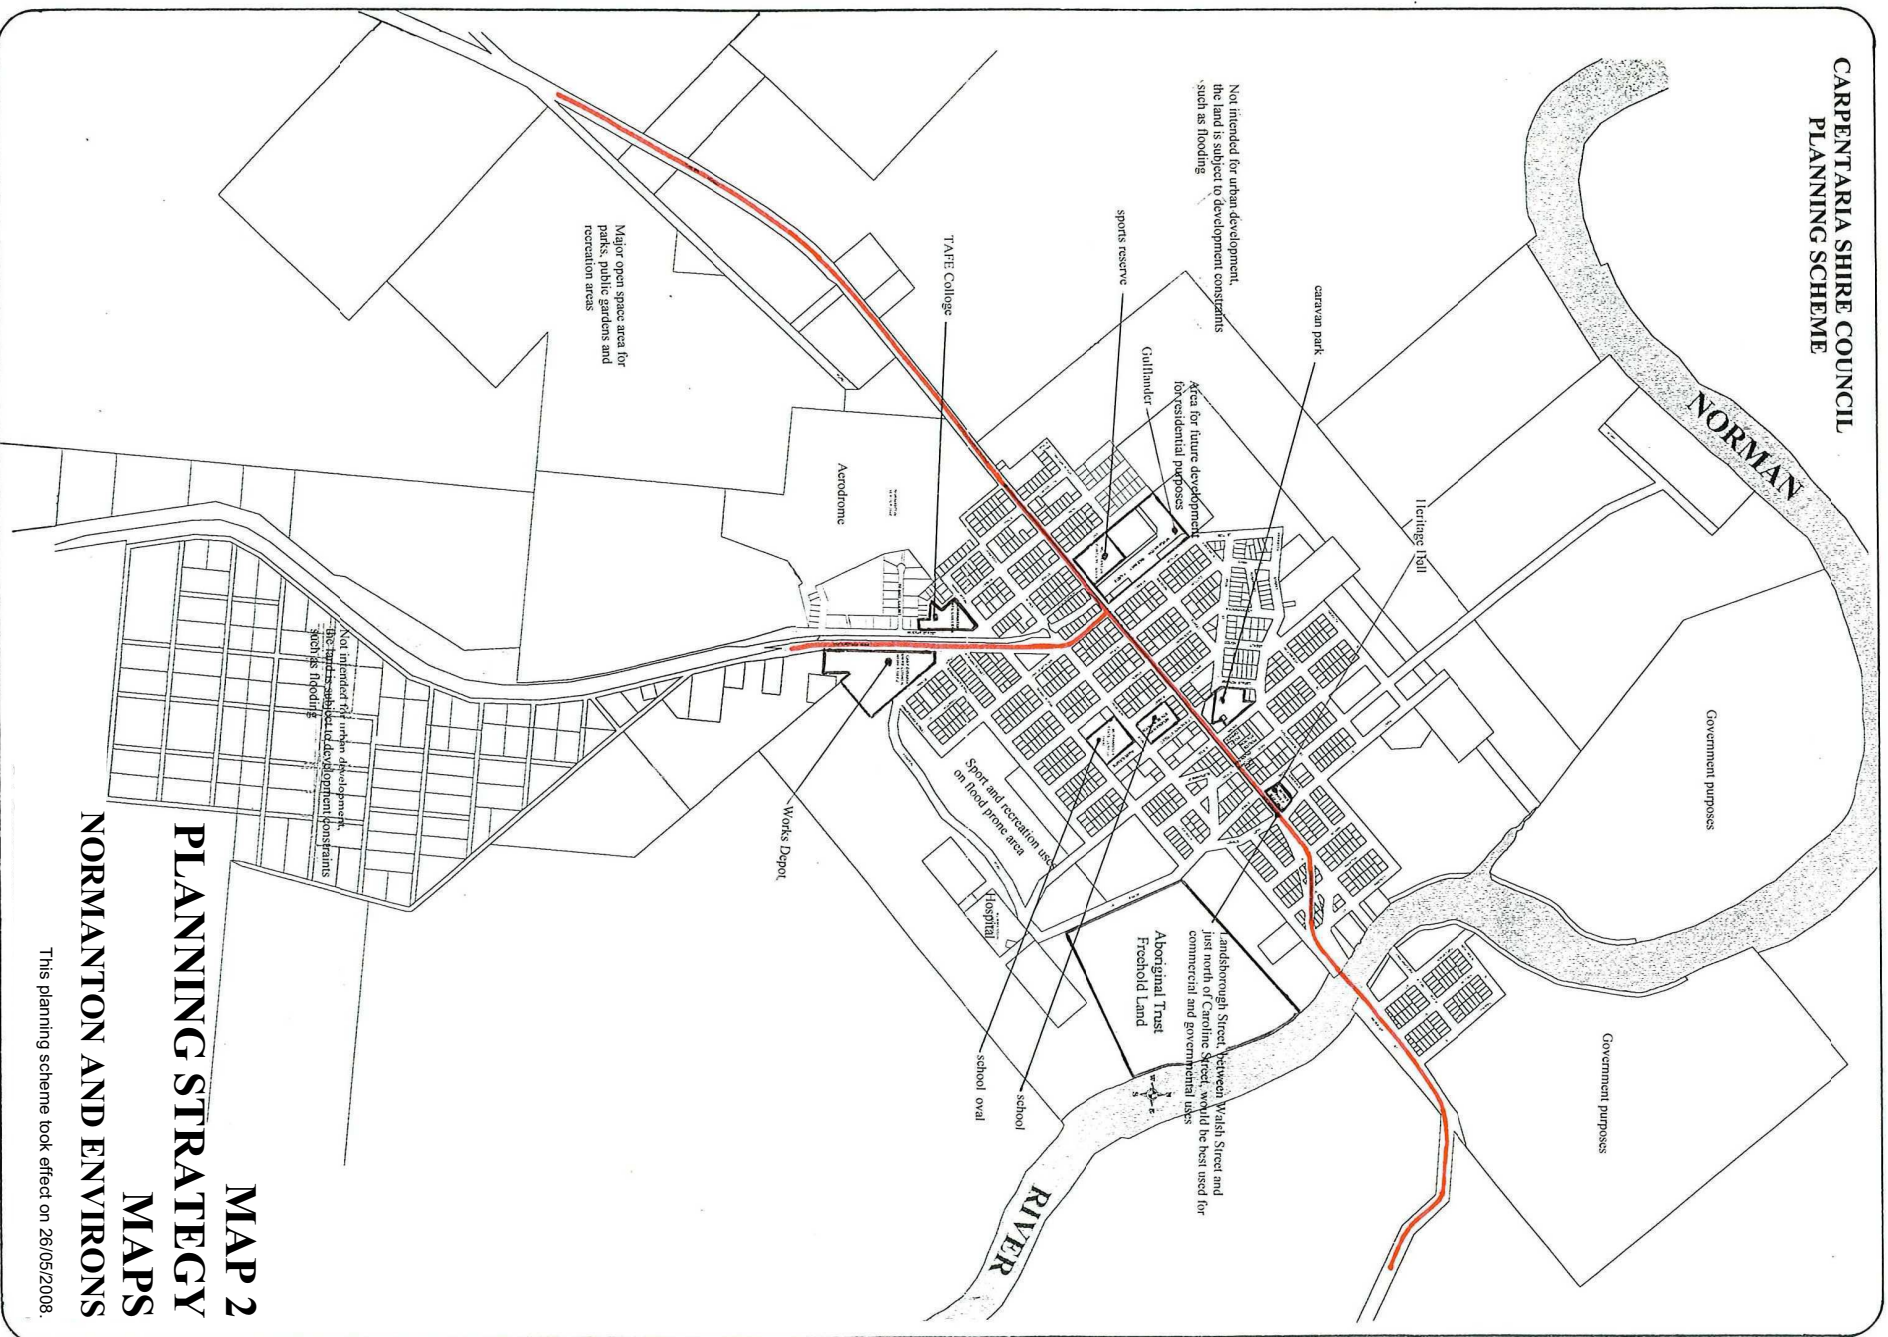 CARPENTARIA SHIRE COUNCIL
PLANNING SCHEME
NORMAN
Not intended for urban development,
the land is subject to development constraints
such as flooding
caravan park
sports reserve
Gulflander
Area for future development
for residential purposes
TAFE College
Heritage Hall
Government purposes
Major open space area for
parks, public gardens and
recreation areas
Aerodrome
Government purposes
Sport and recreation uses
on flood prone area
Hospital
Landsborough Street, between Walsh Street and
just north of Caroline Street, would be best used for
commercial and governmental uses
Aboriginal Trust
Freehold Land
N
E
S
W
school
school oval
Works Depot
Not intended for urban development,
the land is subject to development constraints
such as flooding
RIVER
MAP 2
PLANNING STRATEGY
MAPS
NORMANTON AND ENVIRONS
This planning scheme took effect on 26/05/2008.